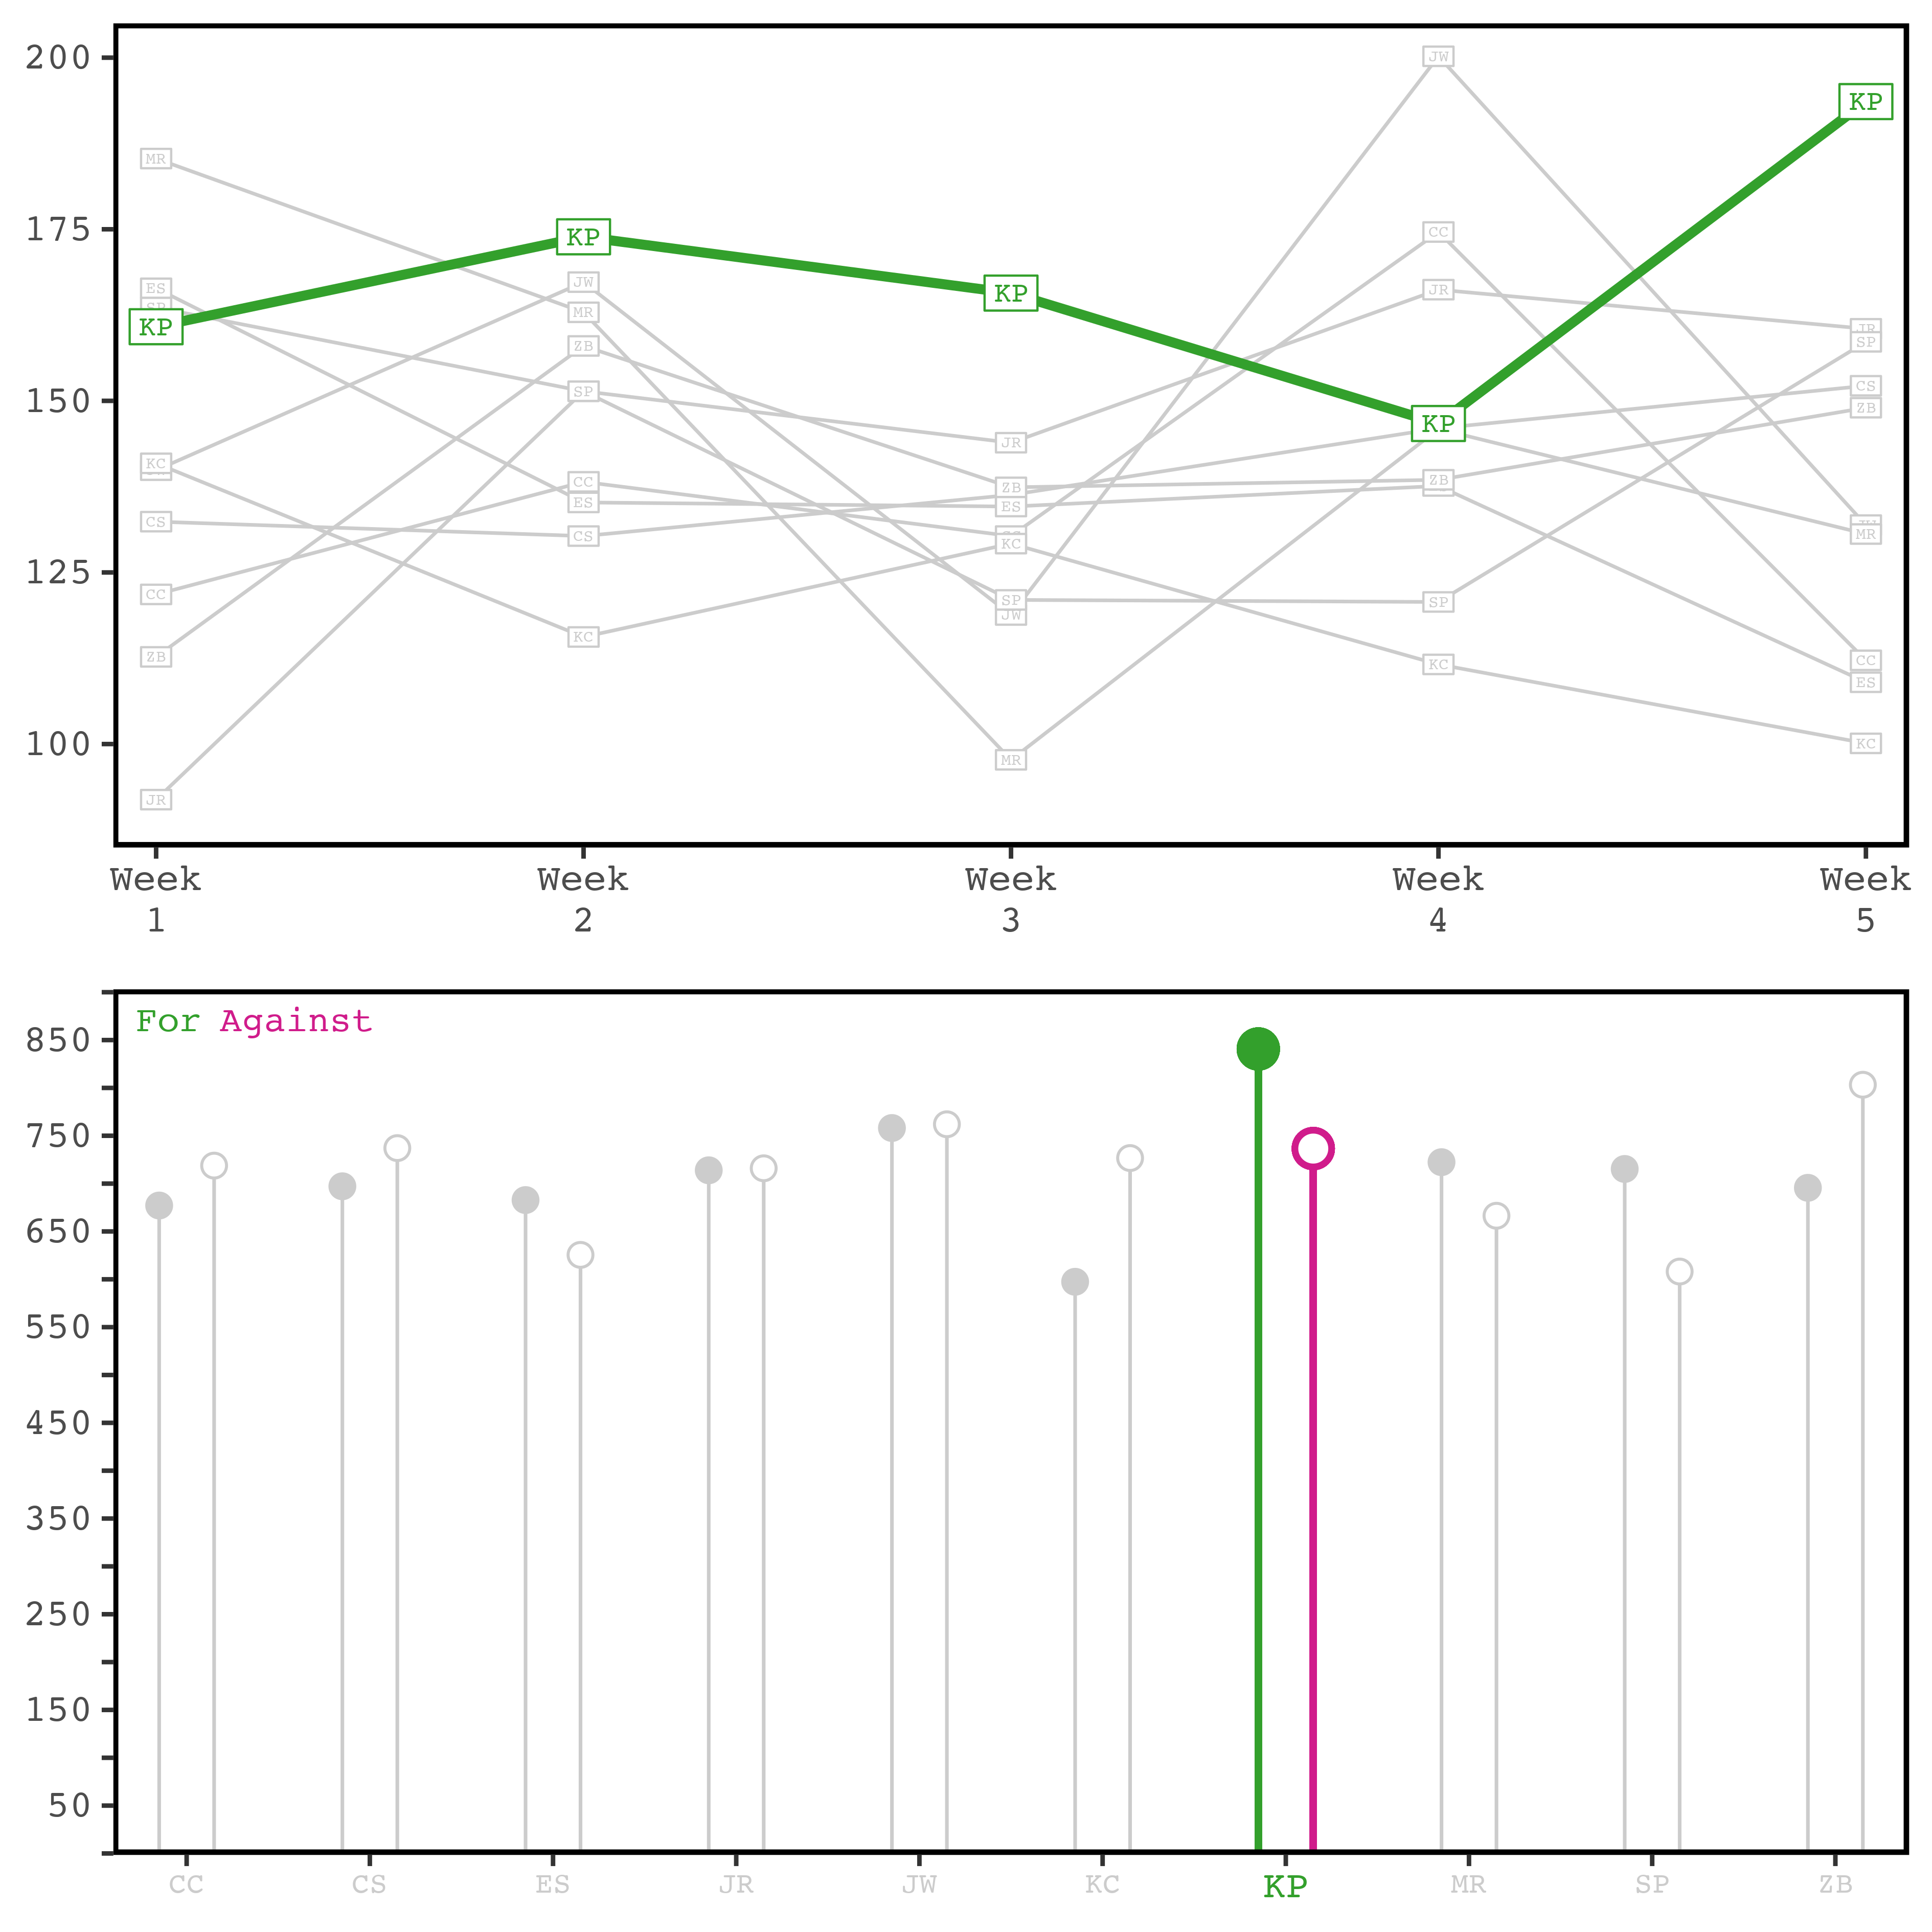 200
JW
KP
MR
KP
CC
175
JW
ES
JR
KP
KP
MR
JR
ZB
SP
SP
CS
150
KP
ZB
JR
KC
CC
ZB
ZB
ES
ES
CS
CS
KC
MR
125
CC
SP
SP
JW
ZB
KC
KC
CC
ES
100
MR
KC
JR
Week Week Week Week Week
1 2 3 4 5
For Against
850
750
650
550
450
350
250
150
50
CC CS ES JR JW KC KP MR SP ZB